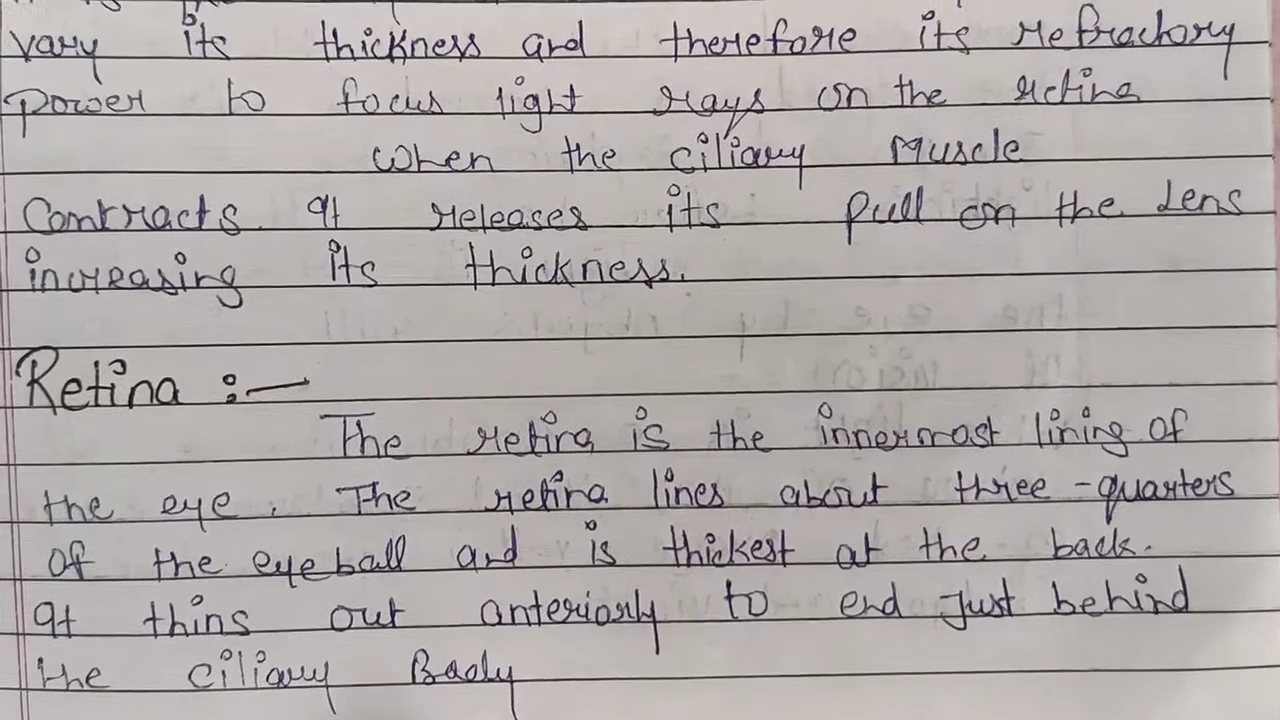 vary its thickness and therefore its refractory
power to focus light rays on the retina
when the ciliary Muscle
Contracts. It releases its pull on the Lens
increasing its thickness.
Retina :—
The retina is the innermost lining of
the eye. The retina lines about three-quarters
of the eyeball and is thickest at the back.
It thins out anteriorly to end just behind
the ciliary Body